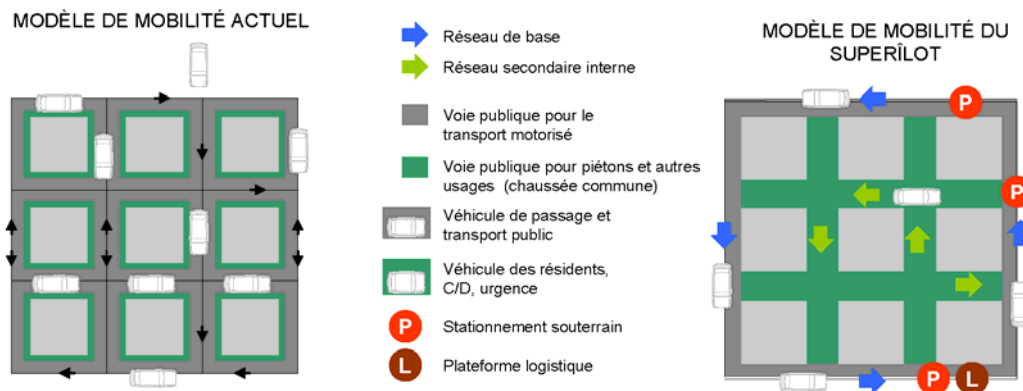 MODÈLE DE MOBILITÉ ACTUEL
Réseau de base
Réseau secondaire interne
Voie publique pour le
transport motorisé
Voie publique pour piétons et autres
usages (chaussée commune)
Véhicule de passage et
transport public
Véhicule des résidents,
C/D, urgence
P
Stationnement souterrain
L
Plateforme logistique
MODÈLE DE MOBILITÉ DU
SUPERÎLOT
P
P
P
L